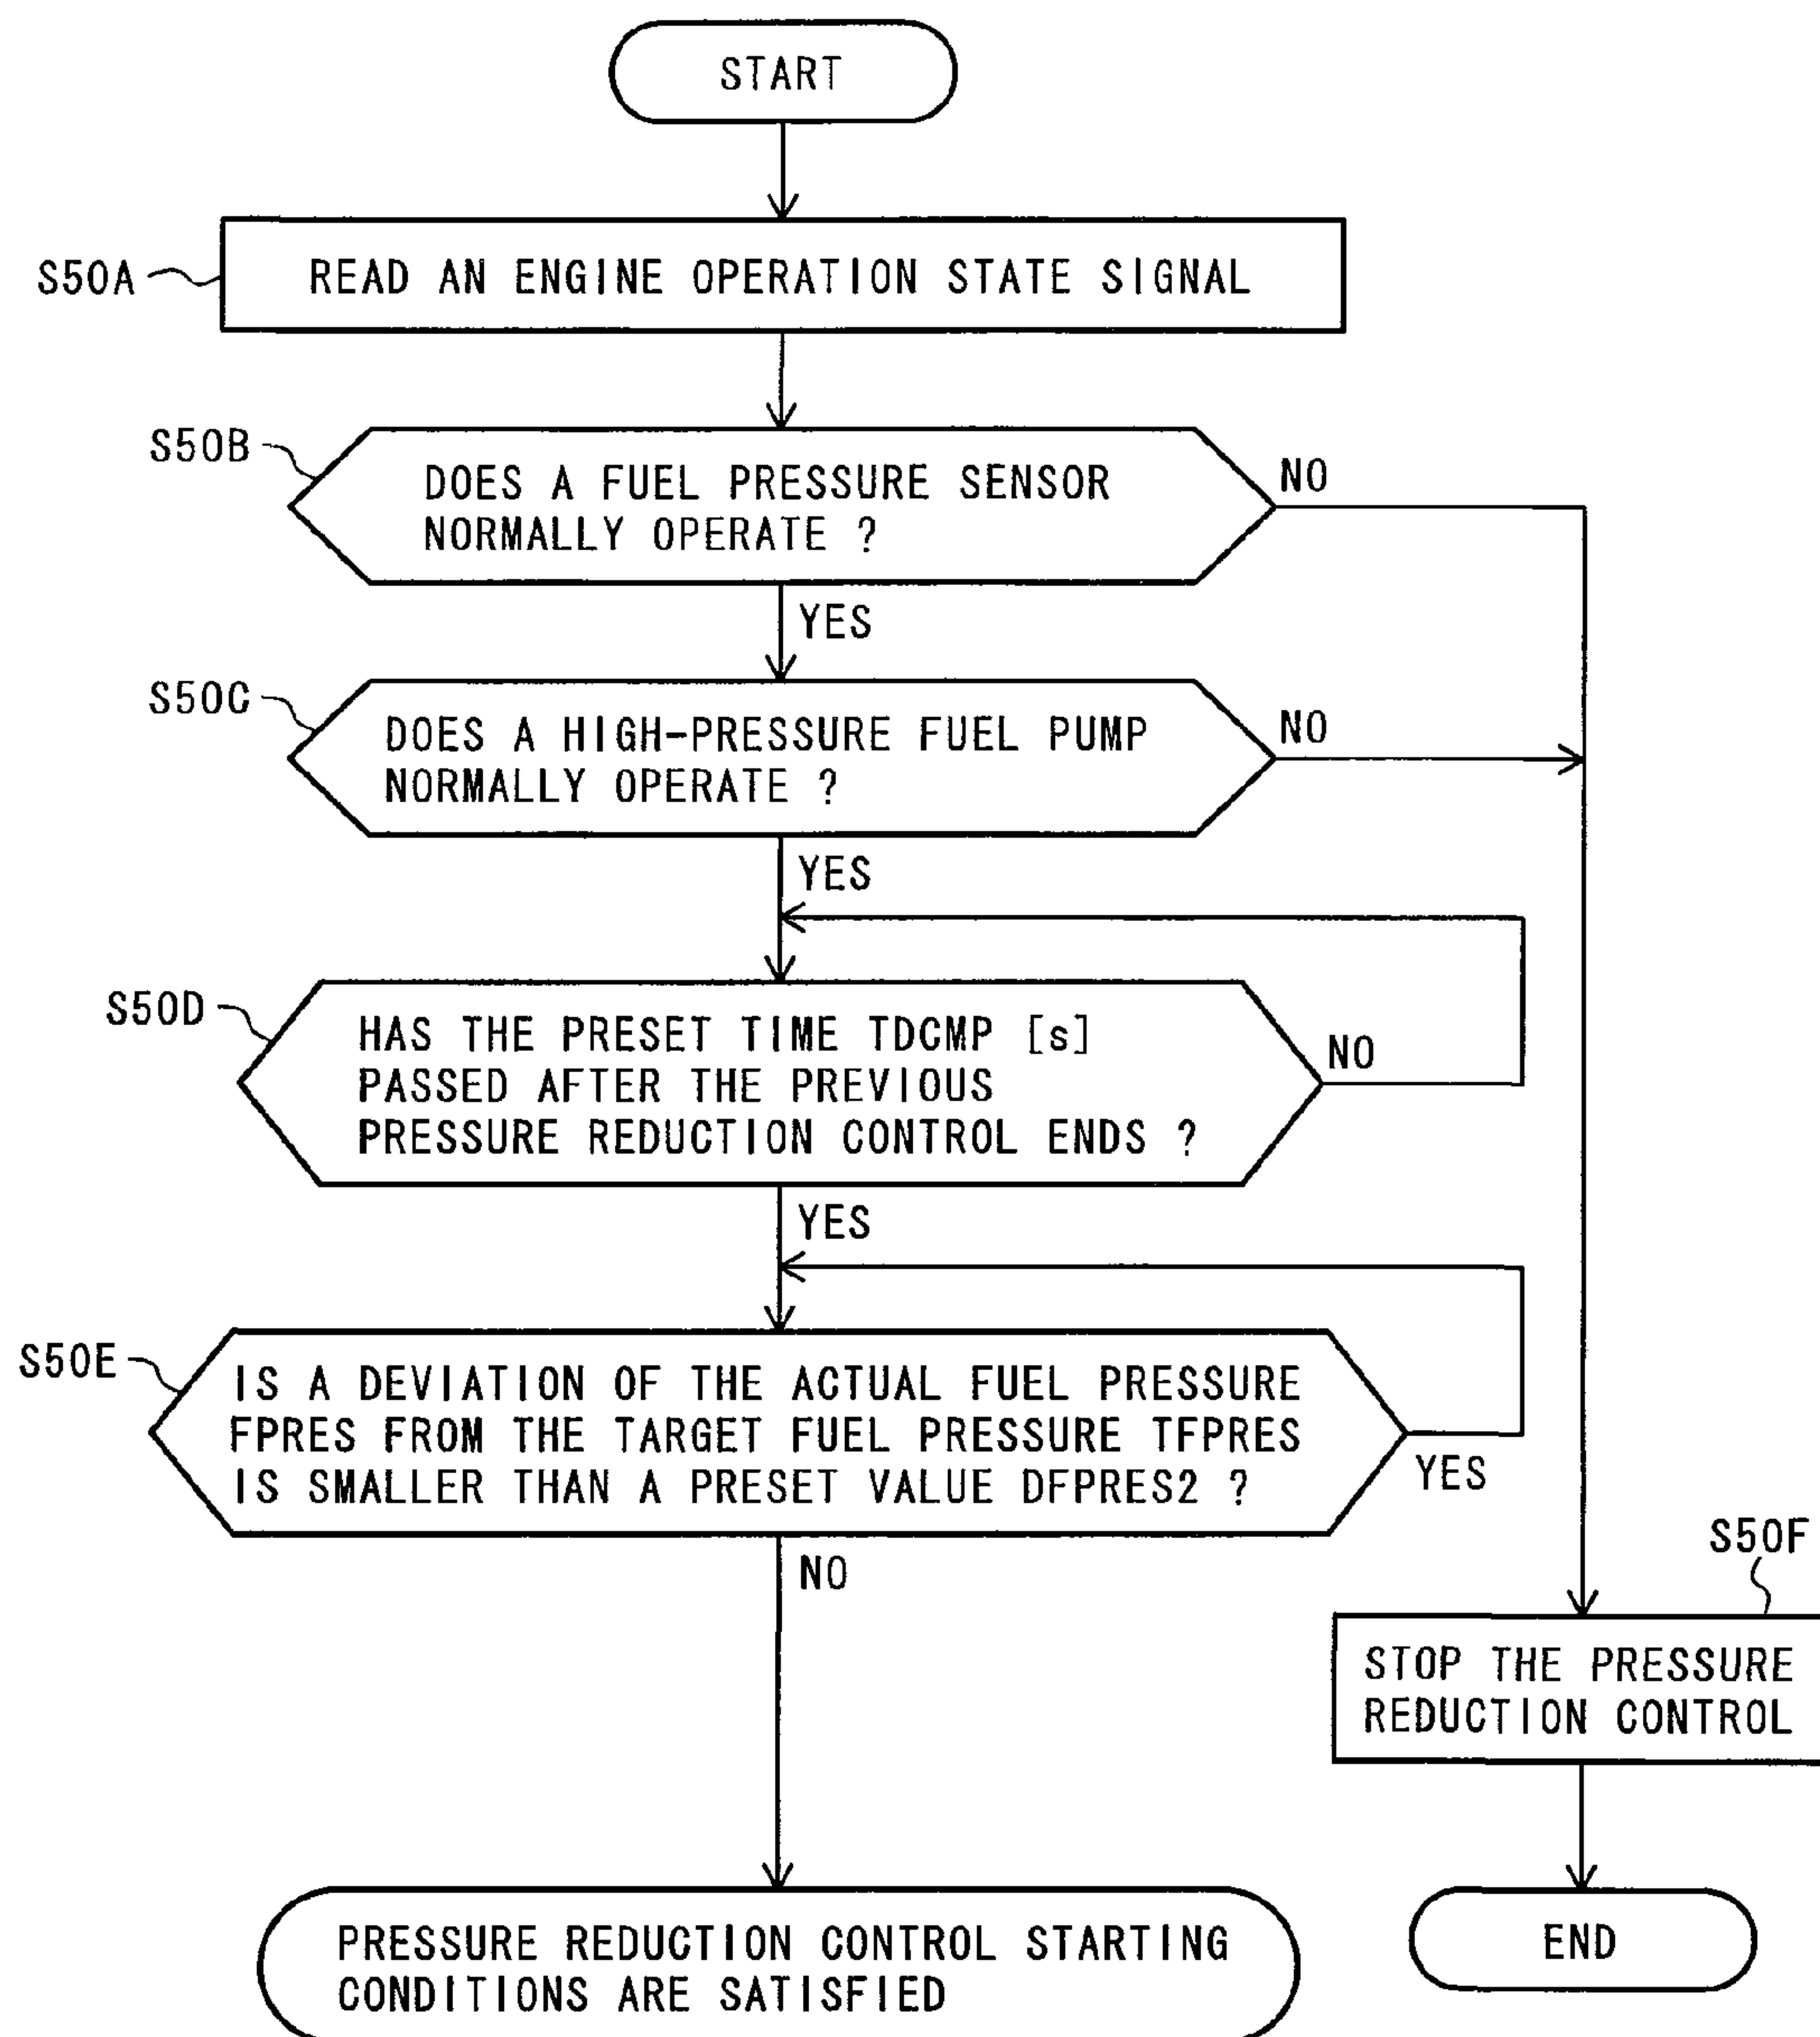 START
S50A
READ AN ENGINE OPERATION STATE SIGNAL
S50B
DOES A FUEL PRESSURE SENSOR
NORMALLY OPERATE ?
NO
YES
S50C
DOES A HIGH-PRESSURE FUEL PUMP
NORMALLY OPERATE ?
NO
YES
S50D
HAS THE PRESET TIME TDCMP [s]
PASSED AFTER THE PREVIOUS
PRESSURE REDUCTION CONTROL ENDS ?
NO
YES
S50E
IS A DEVIATION OF THE ACTUAL FUEL PRESSURE
FPRES FROM THE TARGET FUEL PRESSURE TFPRES
IS SMALLER THAN A PRESET VALUE DFPRES2 ?
YES
NO
S50F
STOP THE PRESSURE
REDUCTION CONTROL
PRESSURE REDUCTION CONTROL STARTING
CONDITIONS ARE SATISFIED
END